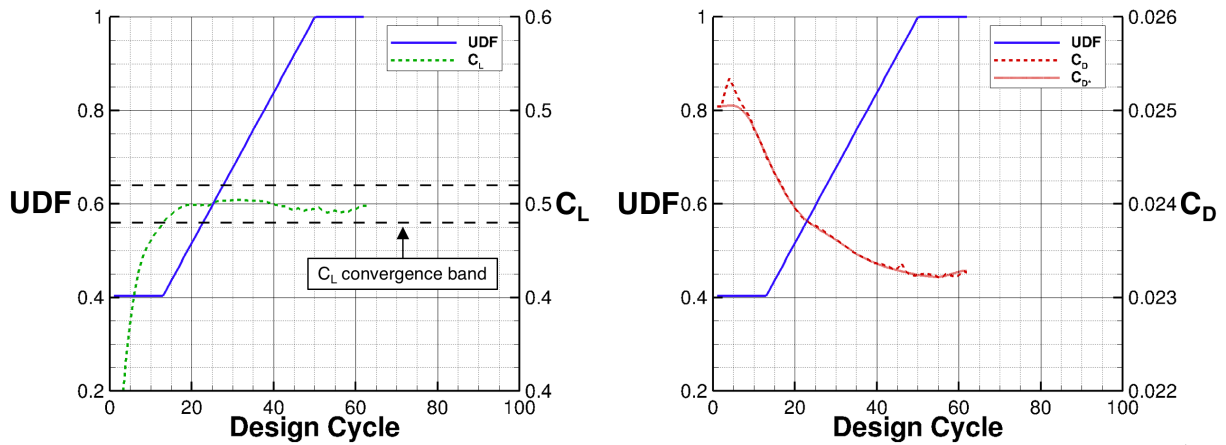 1
0.8
0.6
0.4
0.2
UDF
0 20 40 60 80 100
Design Cycle
0.6
0.5
0.5
0.4
0.4
C_L
UDF
C_L
C_L convergence band
1
0.8
0.6
0.4
0.2
UDF
0 20 40 60 80 100
Design Cycle
0.026
0.025
0.024
0.023
0.022
C_D
UDF
C_D
C_D*